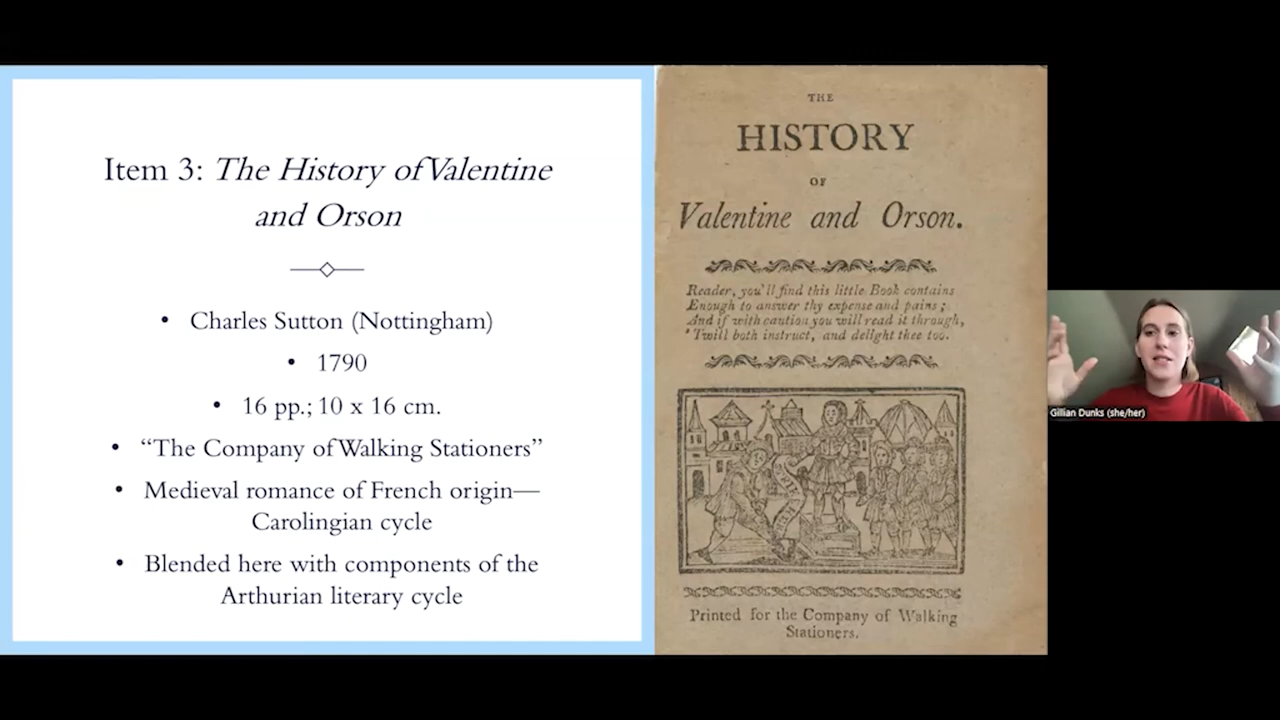 Item 3: The History of Valentine
and Orson
• Charles Sutton (Nottingham)
• 1790
• 16 pp.; 10 x 16 cm.
• “The Company of Walking Stationers”
• Medieval romance of French origin—
Carolingian cycle
• Blended here with components of the
Arthurian literary cycle
THE
HISTORY
OF
Valentine and Orson.
Reader, you'll find this little Book contains
Enough to answer thy expense and pains;
And if with caution you will read it through,
'Twill both instruct, and delight thee too.
Printed for the Company of Walking
Stationers.
Gillian Dunks (she/her)